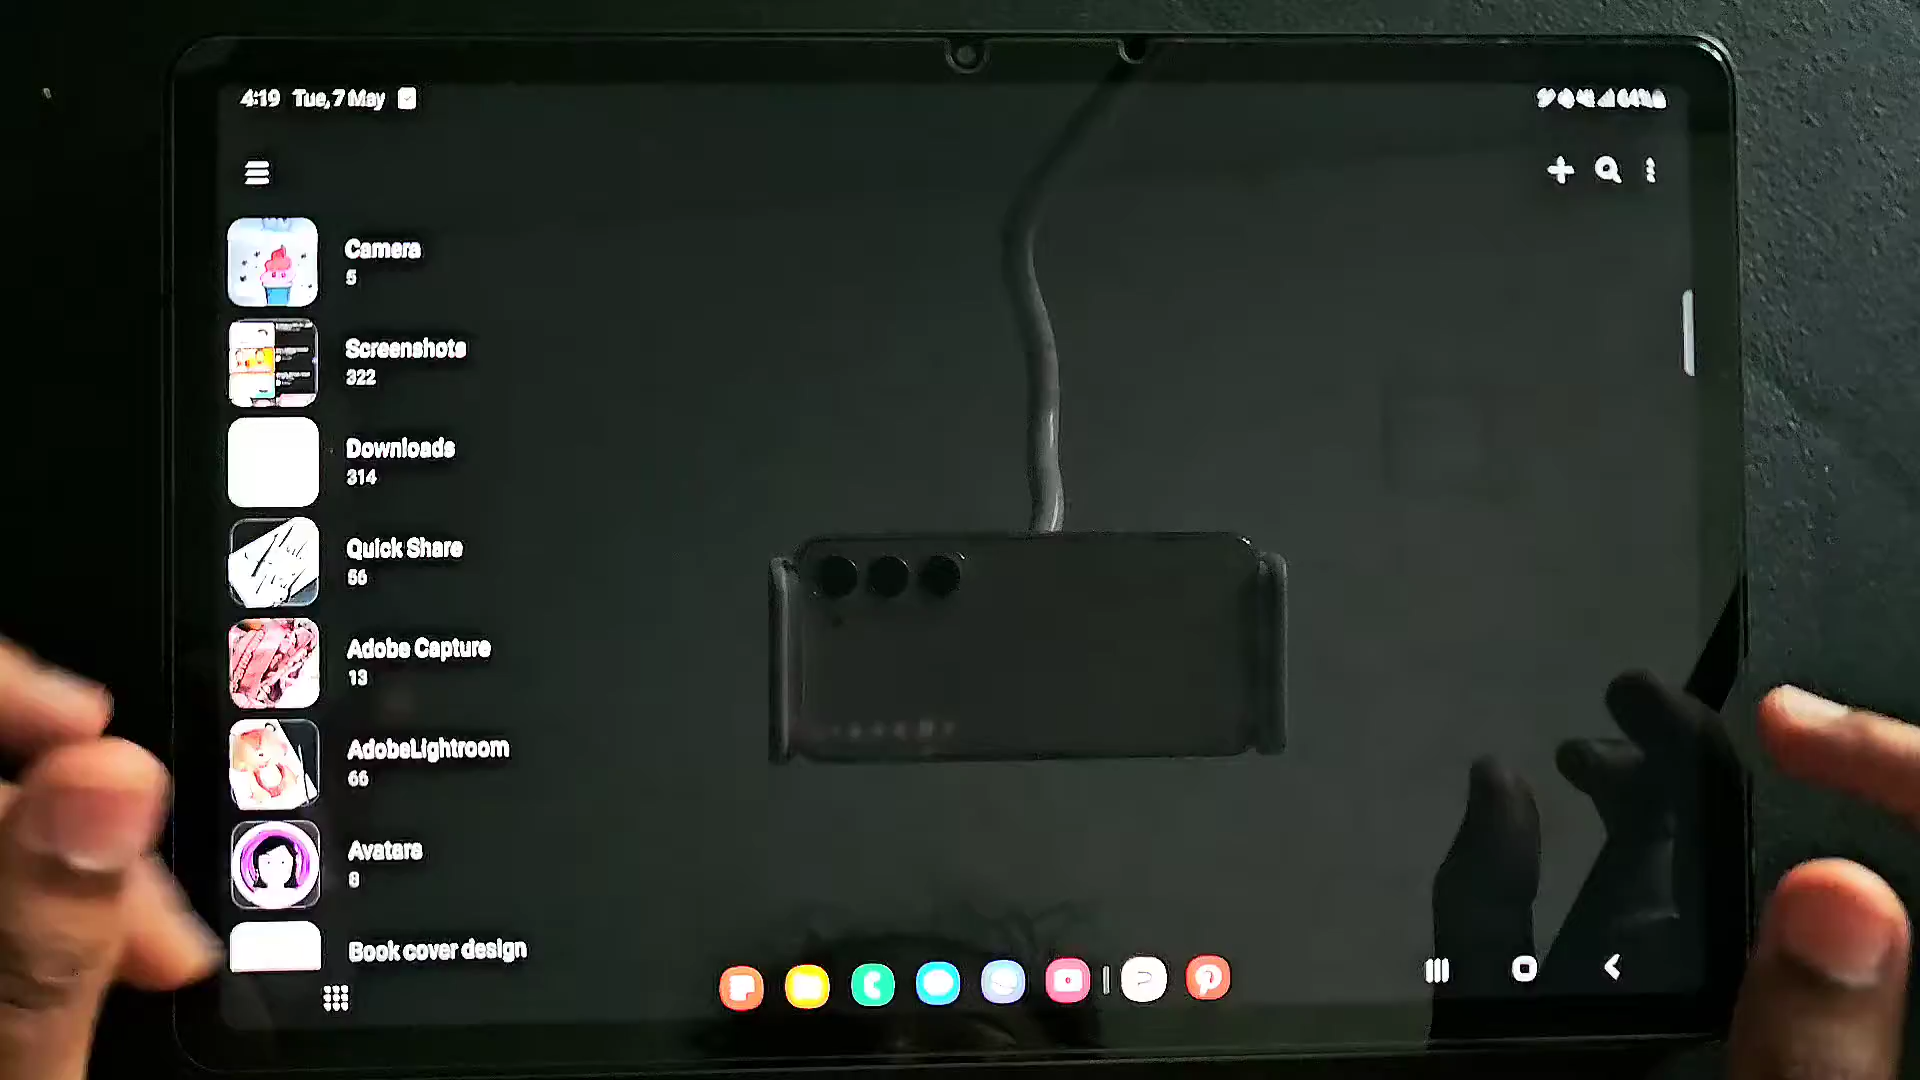 4:19 Tue, 7 May
64%
Camera
5
Screenshots
322
Downloads
314
Quick Share
56
Adobe Capture
13
AdobeLightroom
66
Avatars
8
Book cover design